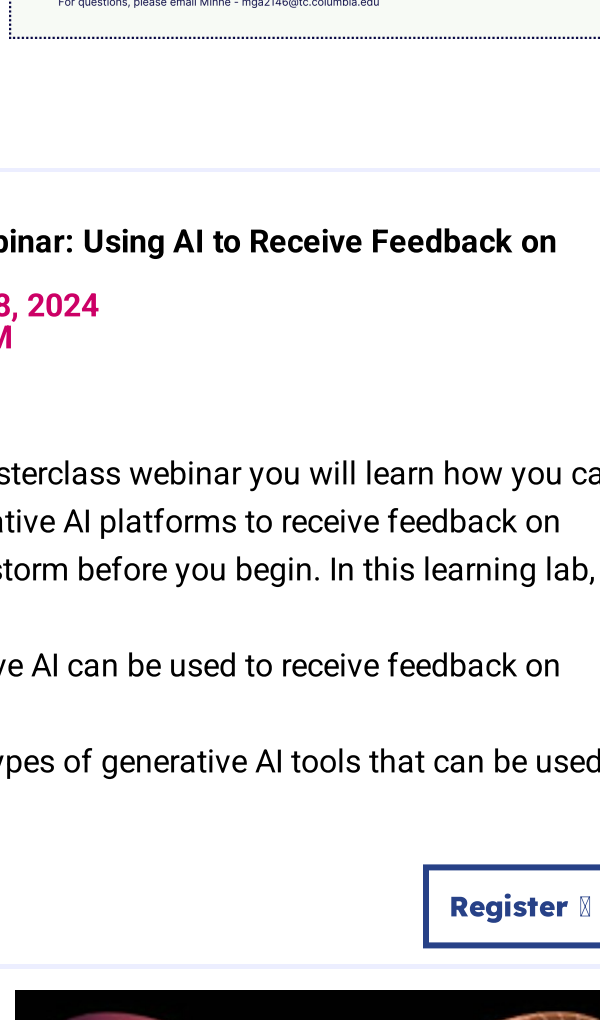 For questions, please email Minne - mga2146@tc.columbia.edu
binar: Using AI to Receive Feedback on
8, 2024
M
sterclass webinar you will learn how you ca
ative AI platforms to receive feedback on
storm before you begin. In this learning lab,
ve AI can be used to receive feedback on
ypes of generative AI tools that can be used
Register